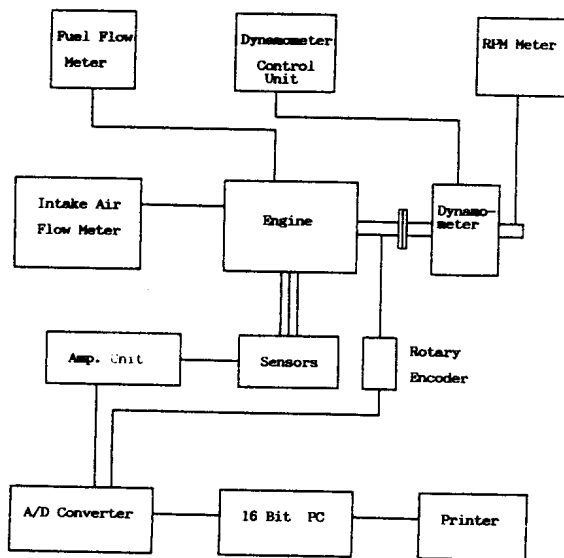 Fuel Flow
Meter
Dynamometer
Control
Unit
RPM Meter
Intake Air
Flow Meter
Engine
Dynamo-
meter
Amp. Unit
Sensors
Rotary
Encoder
A/D Converter
16 Bit PC
Printer